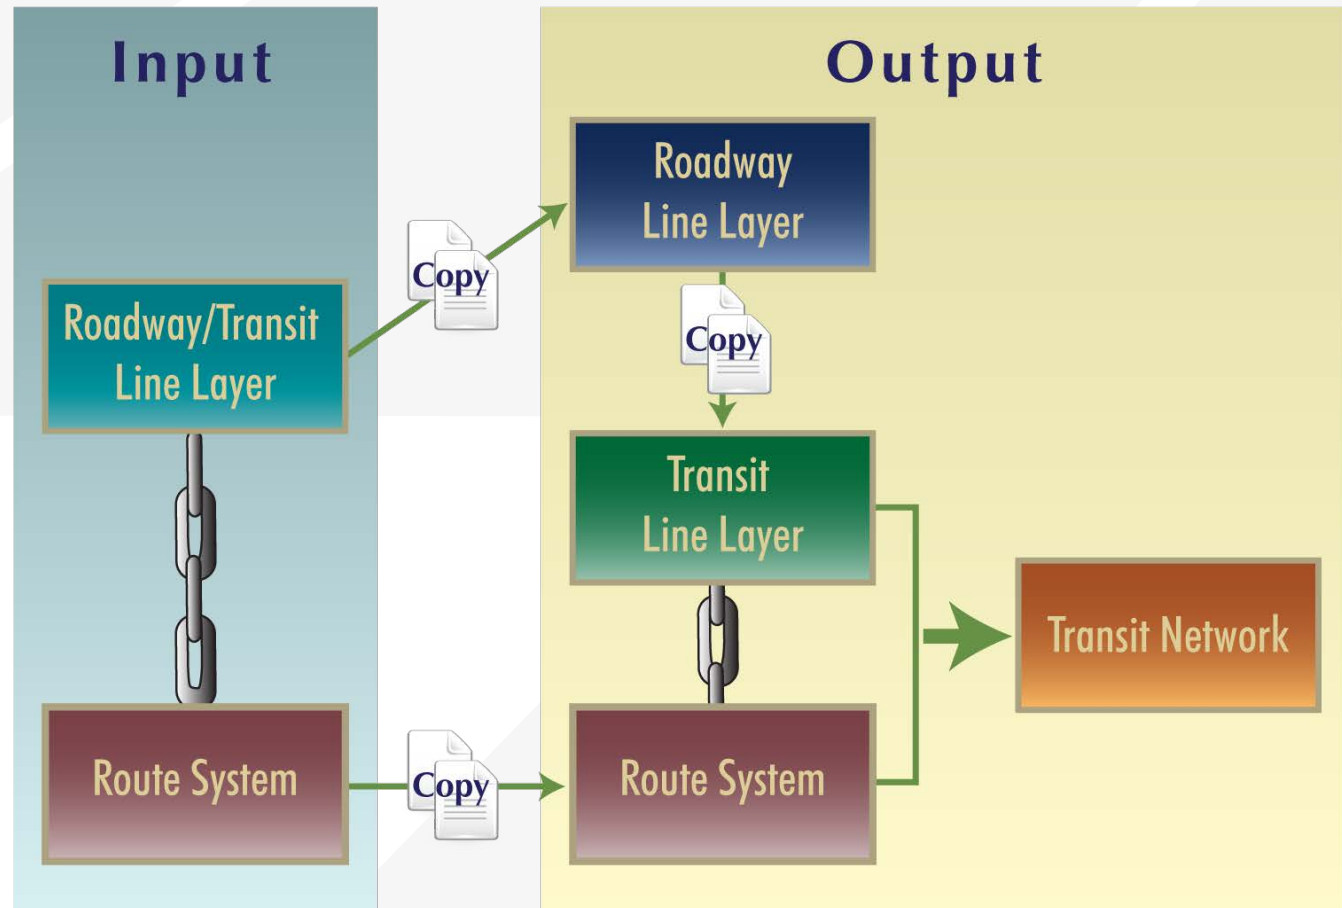 Input
Output
Roadway
Line Layer
Copy
Roadway/Transit
Line Layer
Copy
Transit
Line Layer
Transit Network
Route System
Copy
Route System